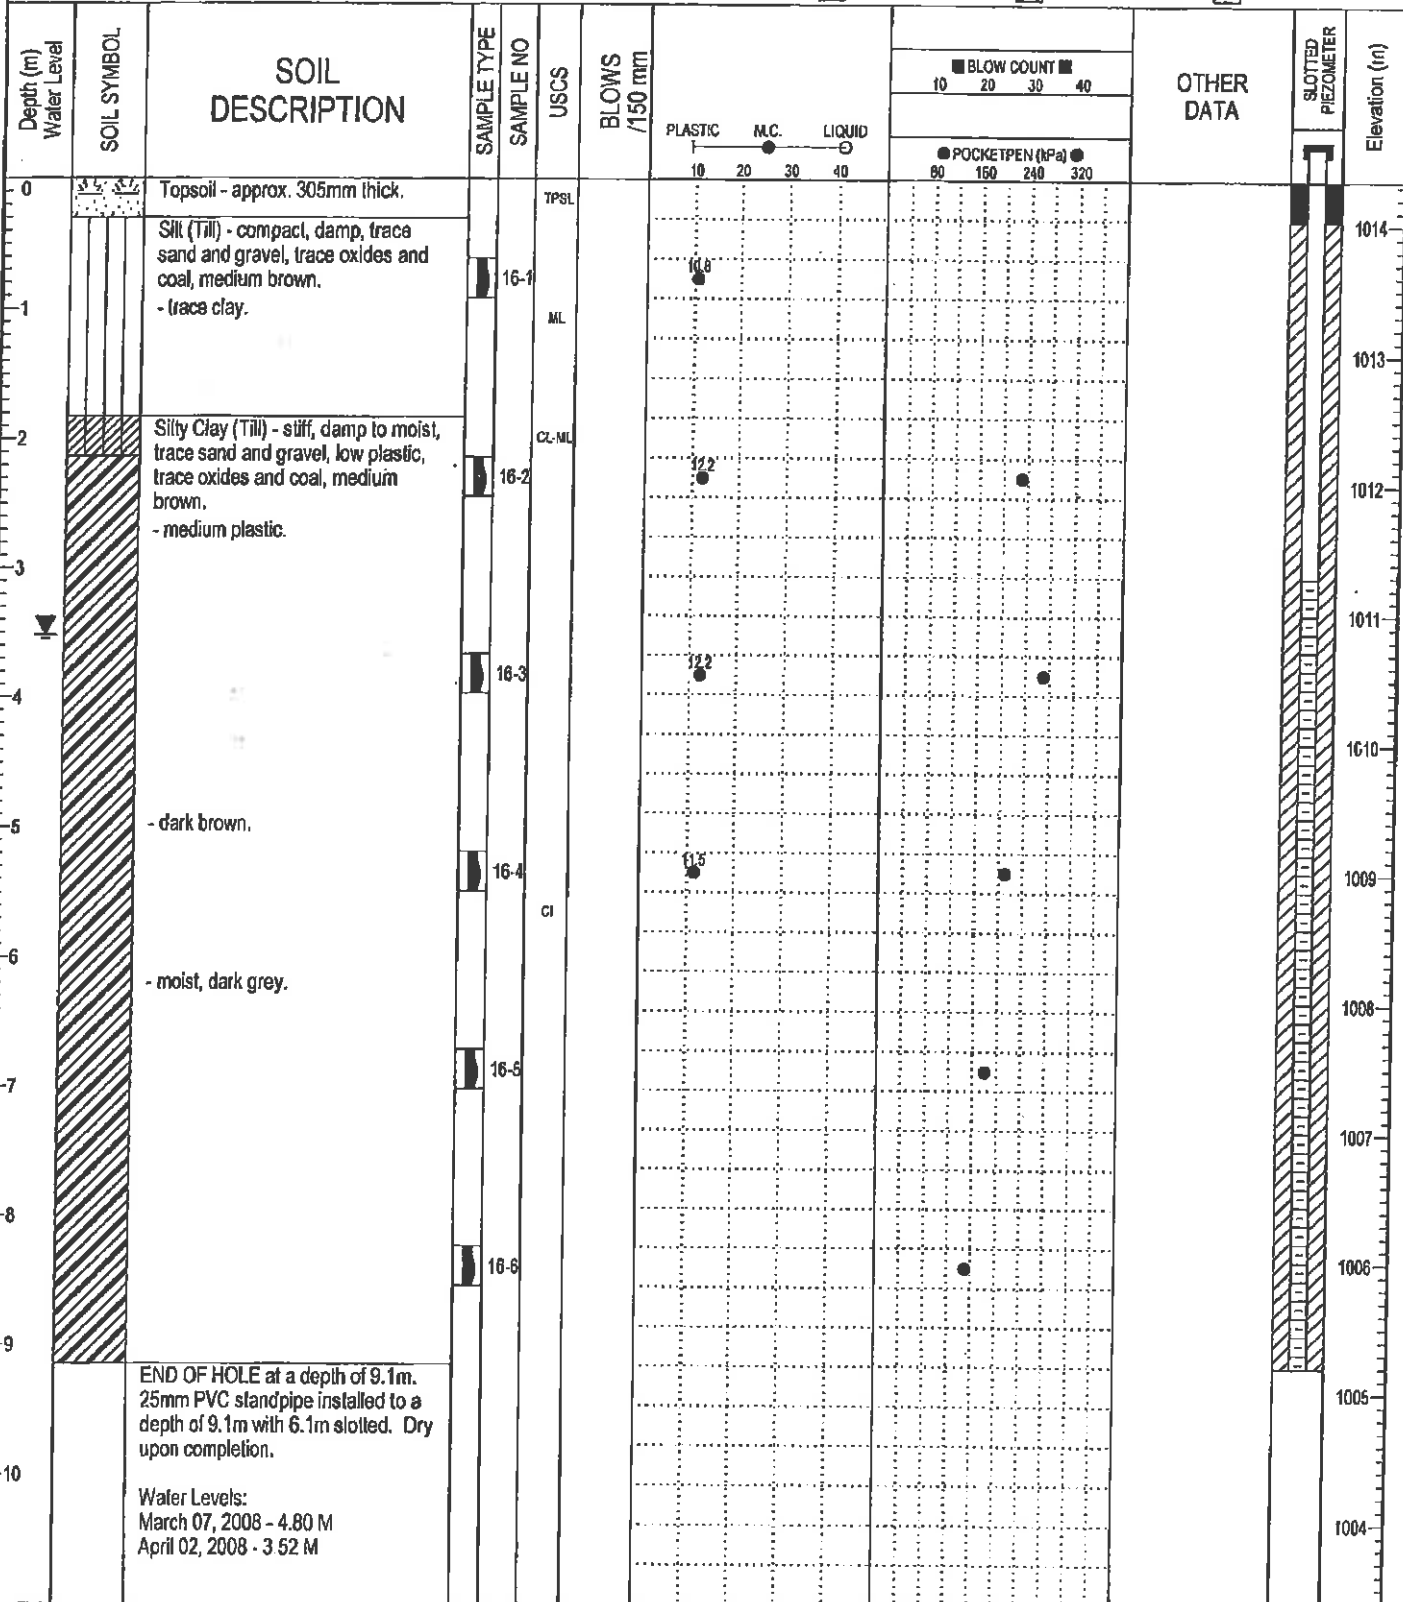 Depth (m)
Water Level
SOIL SYMBOL
SOIL
DESCRIPTION
SAMPLE TYPE
SAMPLE NO
USCS
BLOWS
/150 mm
PLASTIC M.C. LIQUID
10 20 30 40
■ BLOW COUNT ■
10 20 30 40
● POCKETPEN (kPa) ●
80 160 240 320
OTHER
DATA
SLOTTED
PIEZOMETER
Elevation (m)
0
Topsoil - approx. 305mm thick.
TPSL
Silt (Till) - compact, damp, trace
sand and gravel, trace oxides and
coal, medium brown.
- trace clay.
1014
16-1
10.8
1
ML
1013
Silty Clay (Till) - stiff, damp to moist,
trace sand and gravel, low plastic,
trace oxides and coal, medium
brown.
- medium plastic.
2
CL-ML
16-2
12.2
1012
3
1011
16-3
12.2
4
1010
5
- dark brown.
16-4
11.5
1009
CI
6
- moist, dark grey.
1008
16-5
7
1007
8
16-6
1006
9
END OF HOLE at a depth of 9.1m.
25mm PVC standpipe installed to a
depth of 9.1m with 6.1m slotted. Dry
upon completion.
1005
10
Water Levels:
March 07, 2008 - 4.80 M
April 02, 2008 - 3.52 M
1004